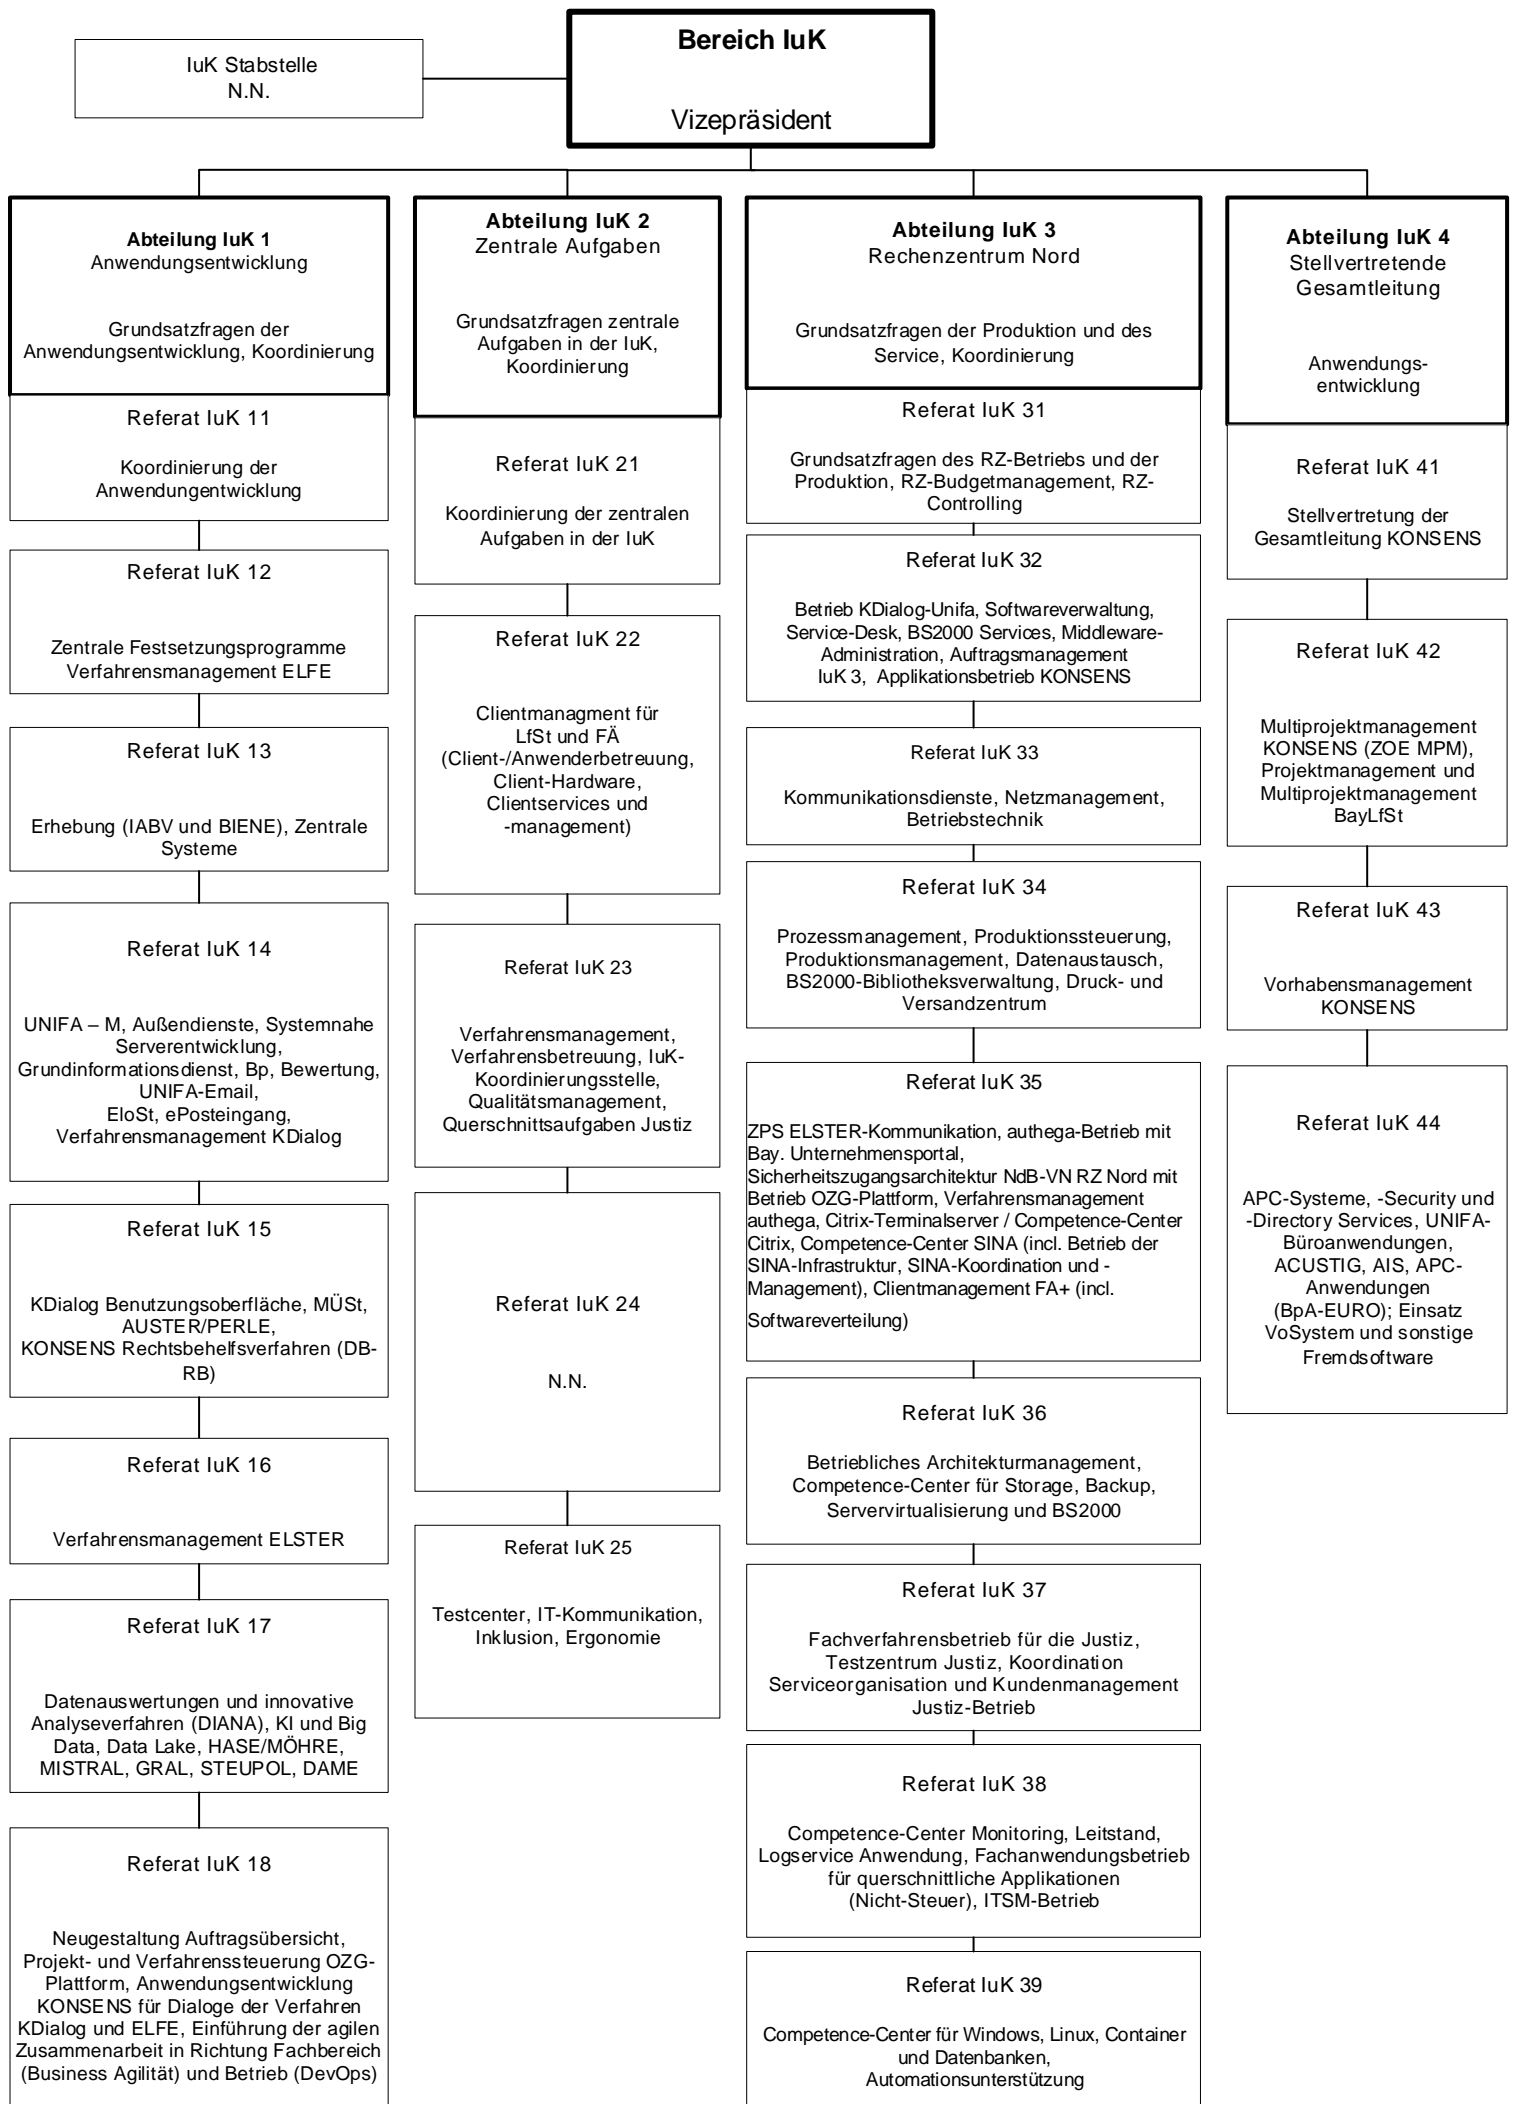 Bereich IuK
Vizepräsident
IuK Stabstelle
N.N.
Abteilung IuK 1
Anwendungsentwicklung
Grundsatzfragen der
Anwendungsentwicklung, Koordinierung
Referat IuK 11
Koordinierung der
Anwendungentwicklung
Referat IuK 12
Zentrale Festsetzungsprogramme
Verfahrensmanagement ELFE
Referat IuK 13
Erhebung (IABV und BIENE), Zentrale
Systeme
Referat IuK 14
UNIFA – M, Außendienste, Systemnahe
Serverentwicklung,
Grundinformationsdienst, Bp, Bewertung,
UNIFA-Email,
EloSt, ePosteingang,
Verfahrensmanagement KDialog
Referat IuK 15
KDialog Benutzungsoberfläche, MÜSt,
AUSTER/PERLE,
KONSENS Rechtsbehelfsverfahren (DB-
RB)
Referat IuK 16
Verfahrensmanagement ELSTER
Referat IuK 17
Datenauswertungen und innovative
Analyseverfahren (DIANA), KI und Big
Data, Data Lake, HASE/MÖHRE,
MISTRAL, GRAL, STEUPOL, DAME
Referat IuK 18
Neugestaltung Auftragsübersicht,
Projekt- und Verfahrenssteuerung OZG-
Plattform, Anwendungsentwicklung
KONSENS für Dialoge der Verfahren
KDialog und ELFE, Einführung der agilen
Zusammenarbeit in Richtung Fachbereich
(Business Agilität) und Betrieb (DevOps)
Abteilung IuK 2
Zentrale Aufgaben
Grundsatzfragen zentrale
Aufgaben in der IuK,
Koordinierung
Referat IuK 21
Koordinierung der zentralen
Aufgaben in der IuK
Referat IuK 22
Clientmanagment für
LfSt und FÄ
(Client-/Anwenderbetreuung,
Client-Hardware,
Clientservices und
-management)
Referat IuK 23
Verfahrensmanagement,
Verfahrensbetreuung, IuK-
Koordinierungsstelle,
Qualitätsmanagement,
Querschnittsaufgaben Justiz
Referat IuK 24
N.N.
Referat IuK 25
Testcenter, IT-Kommunikation,
Inklusion, Ergonomie
Abteilung IuK 3
Rechenzentrum Nord
Grundsatzfragen der Produktion und des
Service, Koordinierung
Referat IuK 31
Grundsatzfragen des RZ-Betriebs und der
Produktion, RZ-Budgetmanagement, RZ-
Controlling
Referat IuK 32
Betrieb KDialog-Unifa, Softwareverwaltung,
Service-Desk, BS2000 Services, Middleware-
Administration, Auftragsmanagement
IuK 3, Applikationsbetrieb KONSENS
Referat IuK 33
Kommunikationsdienste, Netzmanagement,
Betriebstechnik
Referat IuK 34
Prozessmanagement, Produktionssteuerung,
Produktionsmanagement, Datenaustausch,
BS2000-Bibliotheksverwaltung, Druck- und
Versandzentrum
Referat IuK 35
ZPS ELSTER-Kommunikation, authega-Betrieb mit
Bay. Unternehmensportal,
Sicherheitszugangsarchitektur NdB-VN RZ Nord mit
Betrieb OZG-Plattform, Verfahrensmanagement
authega, Citrix-Terminalserver / Competence-Center
Citrix, Competence-Center SINA (incl. Betrieb der
SINA-Infrastruktur, SINA-Koordination und -
Management), Clientmanagement FA+ (incl.
Softwareverteilung)
Referat IuK 36
Betriebliches Architekturmanagement,
Competence-Center für Storage, Backup,
Servervirtualisierung und BS2000
Referat IuK 37
Fachverfahrensbetrieb für die Justiz,
Testzentrum Justiz, Koordination
Serviceorganisation und Kundenmanagement
Justiz-Betrieb
Referat IuK 38
Competence-Center Monitoring, Leitstand,
Logservice Anwendung, Fachanwendungsbetrieb
für querschnittliche Applikationen
(Nicht-Steuer), ITSM-Betrieb
Referat IuK 39
Competence-Center für Windows, Linux, Container
und Datenbanken,
Automationsunterstützung
Abteilung IuK 4
Stellvertretende
Gesamtleitung
Anwendungs-
entwicklung
Referat IuK 41
Stellvertretung der
Gesamtleitung KONSENS
Referat IuK 42
Multiprojektmanagement
KONSENS (ZOE MPM),
Projektmanagement und
Multiprojektmanagement
BayLfSt
Referat IuK 43
Vorhabensmanagement
KONSENS
Referat IuK 44
APC-Systeme, -Security und
-Directory Services, UNIFA-
Büroanwendungen,
ACUSTIG, AIS, APC-
Anwendungen
(BpA-EURO); Einsatz
VoSystem und sonstige
Fremdsoftware